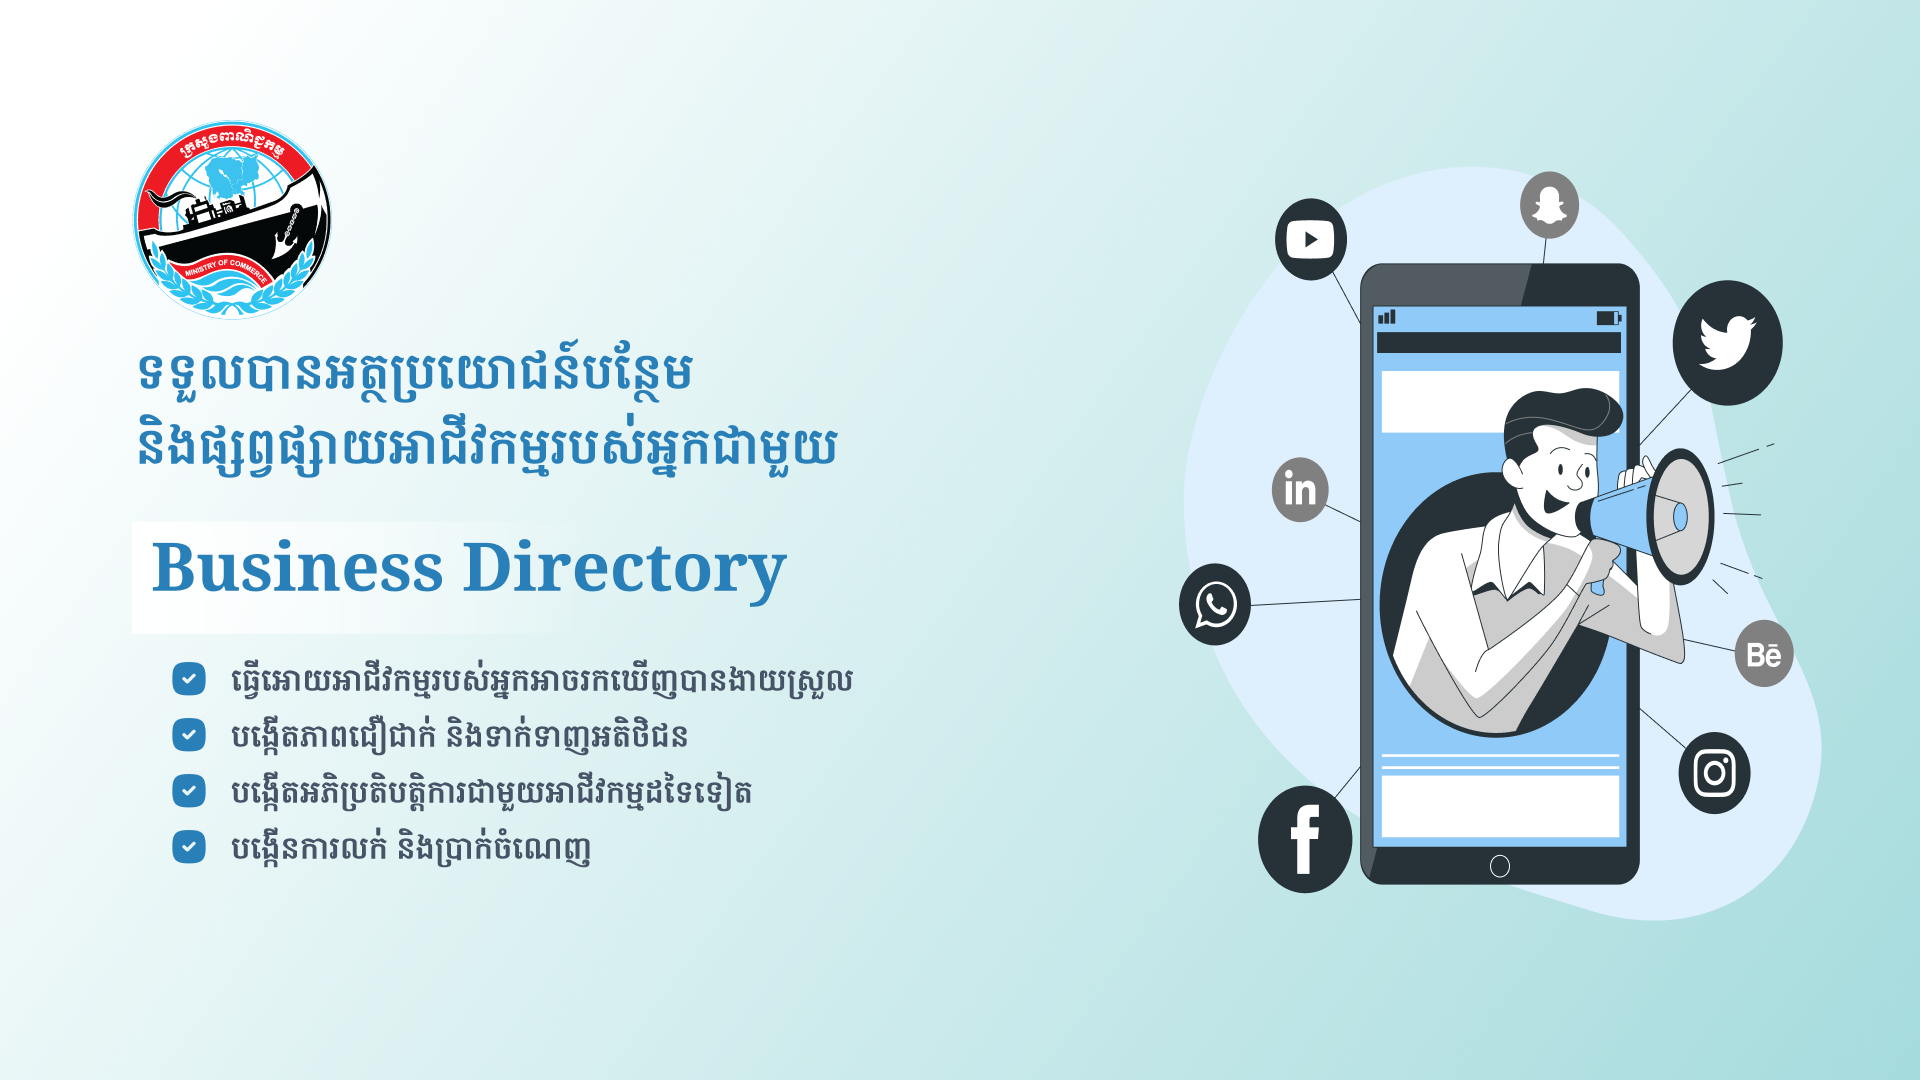 ក្រសួងពាណិជ្ជកម្ម
MINISTRY OF COMMERCE
ទទួលបានអត្ថប្រយោជន៍បន្ថែម
និងផ្សព្វផ្សាយអាជីវកម្មរបស់អ្នកជាមួយ
Business Directory
ធ្វើអោយអាជីវកម្មរបស់អ្នកអាចរកឃើញបានងាយស្រួល
បង្កើតភាពជឿជាក់ និងទាក់ទាញអតិថិជន
បង្កើតអភិប្រតិបត្តិការជាមួយអាជីវកម្មដទៃទៀត
បង្កើនការលក់ និងប្រាក់ចំណេញ
in
Bē
f